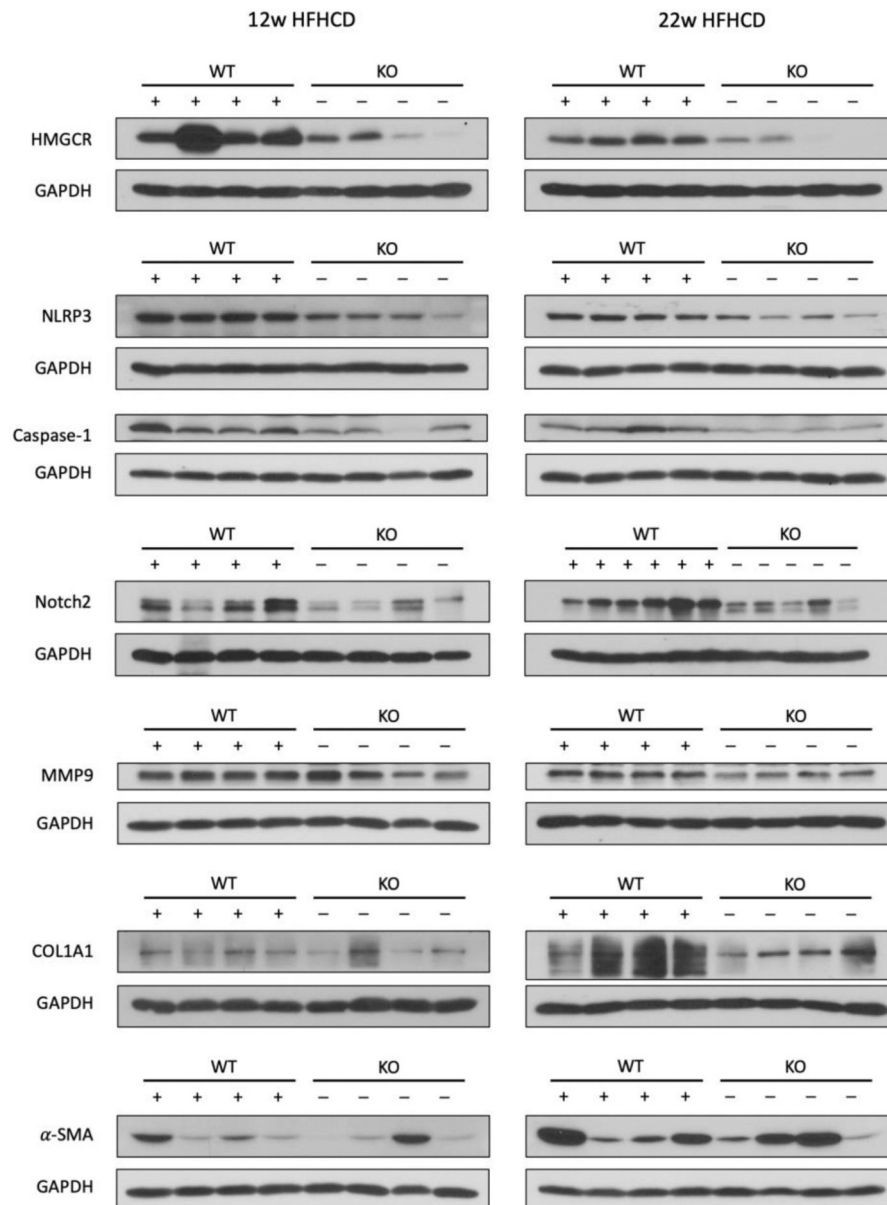 12w HFHCD 22w HFHCD
WT KO WT KO
+ + + + – – – – + + + + – – – –
HMGCR
GAPDH
WT KO WT KO
+ + + + – – – – + + + + – – – –
NLRP3
GAPDH
Caspase-1
GAPDH
WT KO WT KO
+ + + + – – – – + + + + + + – – – – –
Notch2
GAPDH
WT KO WT KO
+ + + + – – – – + + + + – – – –
MMP9
GAPDH
WT KO WT KO
+ + + + – – – – + + + + – – – –
COL1A1
GAPDH
WT KO WT KO
+ + + + – – – – + + + + – – – –
α-SMA
GAPDH